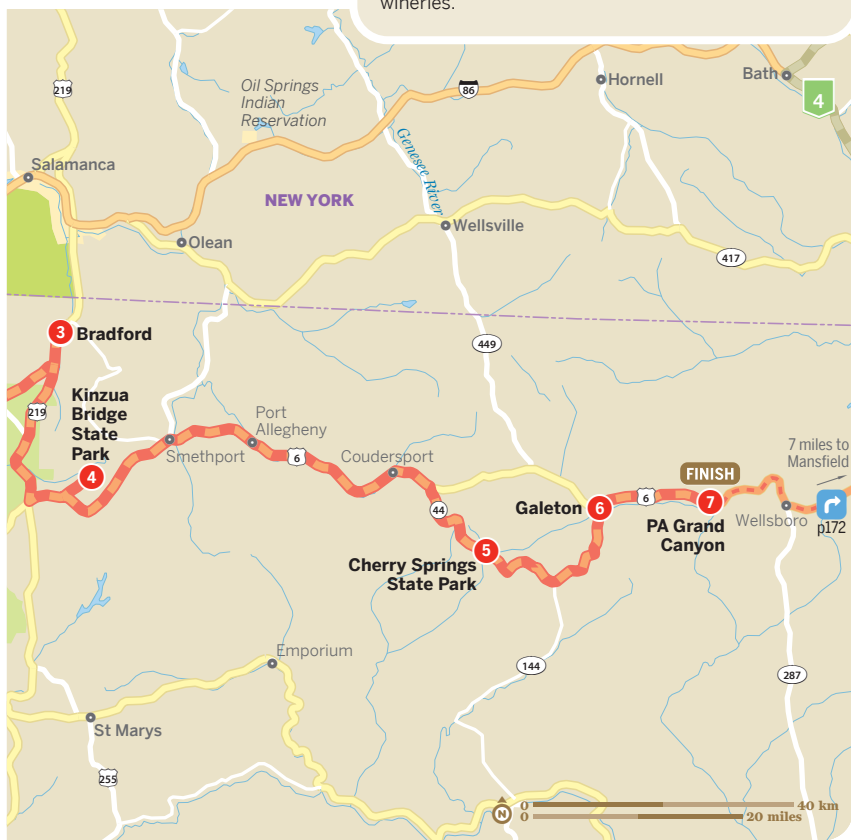 wineries.
219
Oil Springs
Indian
Reservation
86
Hornell
Bath
4
Salamanca
Genesee River
NEW YORK
Wellsville
Olean
417
3 Bradford
449
Kinzua
Bridge
State
Park
219
4
Port
Allegheny
Smethport
6
Coudersport
7 miles to
Mansfield
FINISH
44
Galeton 6
6
7
PA Grand
Canyon
Wellsboro
p172
5
Cherry Springs
State Park
Emporium
144
287
St Marys
255
N
0 40 km
0 20 miles